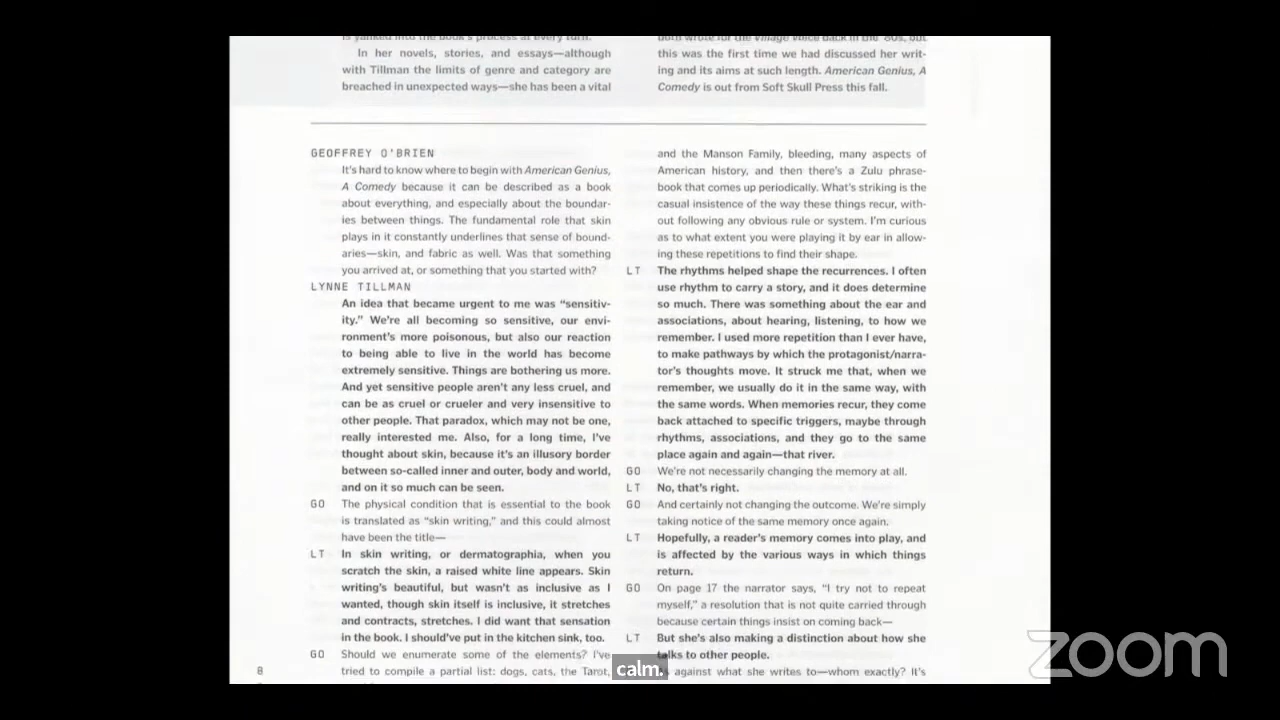 is yanked into the book's process at every turn.
In her novels, stories, and essays—although
with Tillman the limits of genre and category are
breached in unexpected ways—she has been a vital
both wrote for the Village Voice back in the '80s, but
this was the first time we had discussed her writ-
ing and its aims at such length. American Genius, A
Comedy is out from Soft Skull Press this fall.
GEOFFREY O'BRIEN
It's hard to know where to begin with American Genius,
A Comedy because it can be described as a book
about everything, and especially about the boundar-
ies between things. The fundamental role that skin
plays in it constantly underlines that sense of bound-
aries—skin, and fabric as well. Was that something
you arrived at, or something that you started with?
LYNNE TILLMAN
An idea that became urgent to me was “sensitiv-
ity.” We're all becoming so sensitive, our envi-
ronment's more poisonous, but also our reaction
to being able to live in the world has become
extremely sensitive. Things are bothering us more.
And yet sensitive people aren't any less cruel, and
can be as cruel or crueler and very insensitive to
other people. That paradox, which may not be one,
really interested me. Also, for a long time, I've
thought about skin, because it's an illusory border
between so-called inner and outer, body and world,
and on it so much can be seen.
GO The physical condition that is essential to the book
is translated as “skin writing,” and this could almost
have been the title—
LT In skin writing, or dermatographia, when you
scratch the skin, a raised white line appears. Skin
writing's beautiful, but wasn't as inclusive as I
wanted, though skin itself is inclusive, it stretches
and contracts, stretches. I did want that sensation
in the book. I should've put in the kitchen sink, too.
GO Should we enumerate some of the elements? I've
tried to compile a partial list: dogs, cats, the Tarot,
8
and the Manson Family, bleeding, many aspects of
American history, and then there's a Zulu phrase-
book that comes up periodically. What's striking is the
casual insistence of the way these things recur, with-
out following any obvious rule or system. I'm curious
as to what extent you were playing it by ear in allow-
ing these repetitions to find their shape.
LT The rhythms helped shape the recurrences. I often
use rhythm to carry a story, and it does determine
so much. There was something about the ear and
associations, about hearing, listening, to how we
remember. I used more repetition than I ever have,
to make pathways by which the protagonist/narra-
tor's thoughts move. It struck me that, when we
remember, we usually do it in the same way, with
the same words. When memories recur, they come
back attached to specific triggers, maybe through
rhythms, associations, and they go to the same
place again and again—that river.
GO We're not necessarily changing the memory at all.
LT No, that's right.
GO And certainly not changing the outcome. We're simply
taking notice of the same memory once again.
LT Hopefully, a reader's memory comes into play, and
is affected by the various ways in which things
return.
GO On page 17 the narrator says, “I try not to repeat
myself,” a resolution that is not quite carried through
because certain things insist on coming back—
LT But she's also making a distinction about how she
talks to other people.
against what she writes to—whom exactly? It's
calm.
zoom